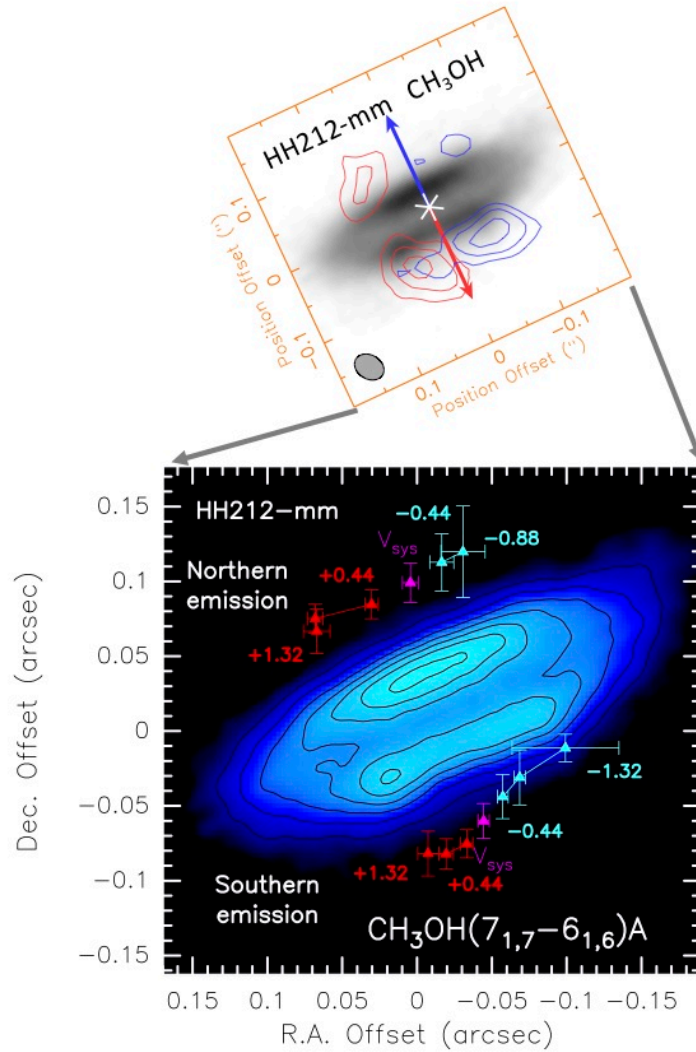 HH212-mm CH₃OH
0.1
0
-0.1
Position Offset (")
0.1
0
-0.1
Position Offset (")
HH212-mm
-0.44
-0.88
V_sys
Northern
emission
+0.44
+1.32
-1.32
-0.44
V_sys
+1.32
+0.44
Southern
emission
CH₃OH(7₁,₇-6₁,₆)A
0.15
0.1
0.05
0
-0.05
-0.1
-0.15
Dec. Offset (arcsec)
0.15
0.1
0.05
0
-0.05
-0.1
-0.15
R.A. Offset (arcsec)